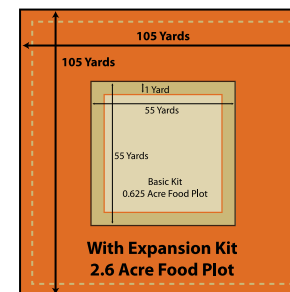 105 Yards
105 Yards
1 Yard
55 Yards
55 Yards
Basic Kit
0.625 Acre Food Plot
With Expansion Kit
2.6 Acre Food Plot